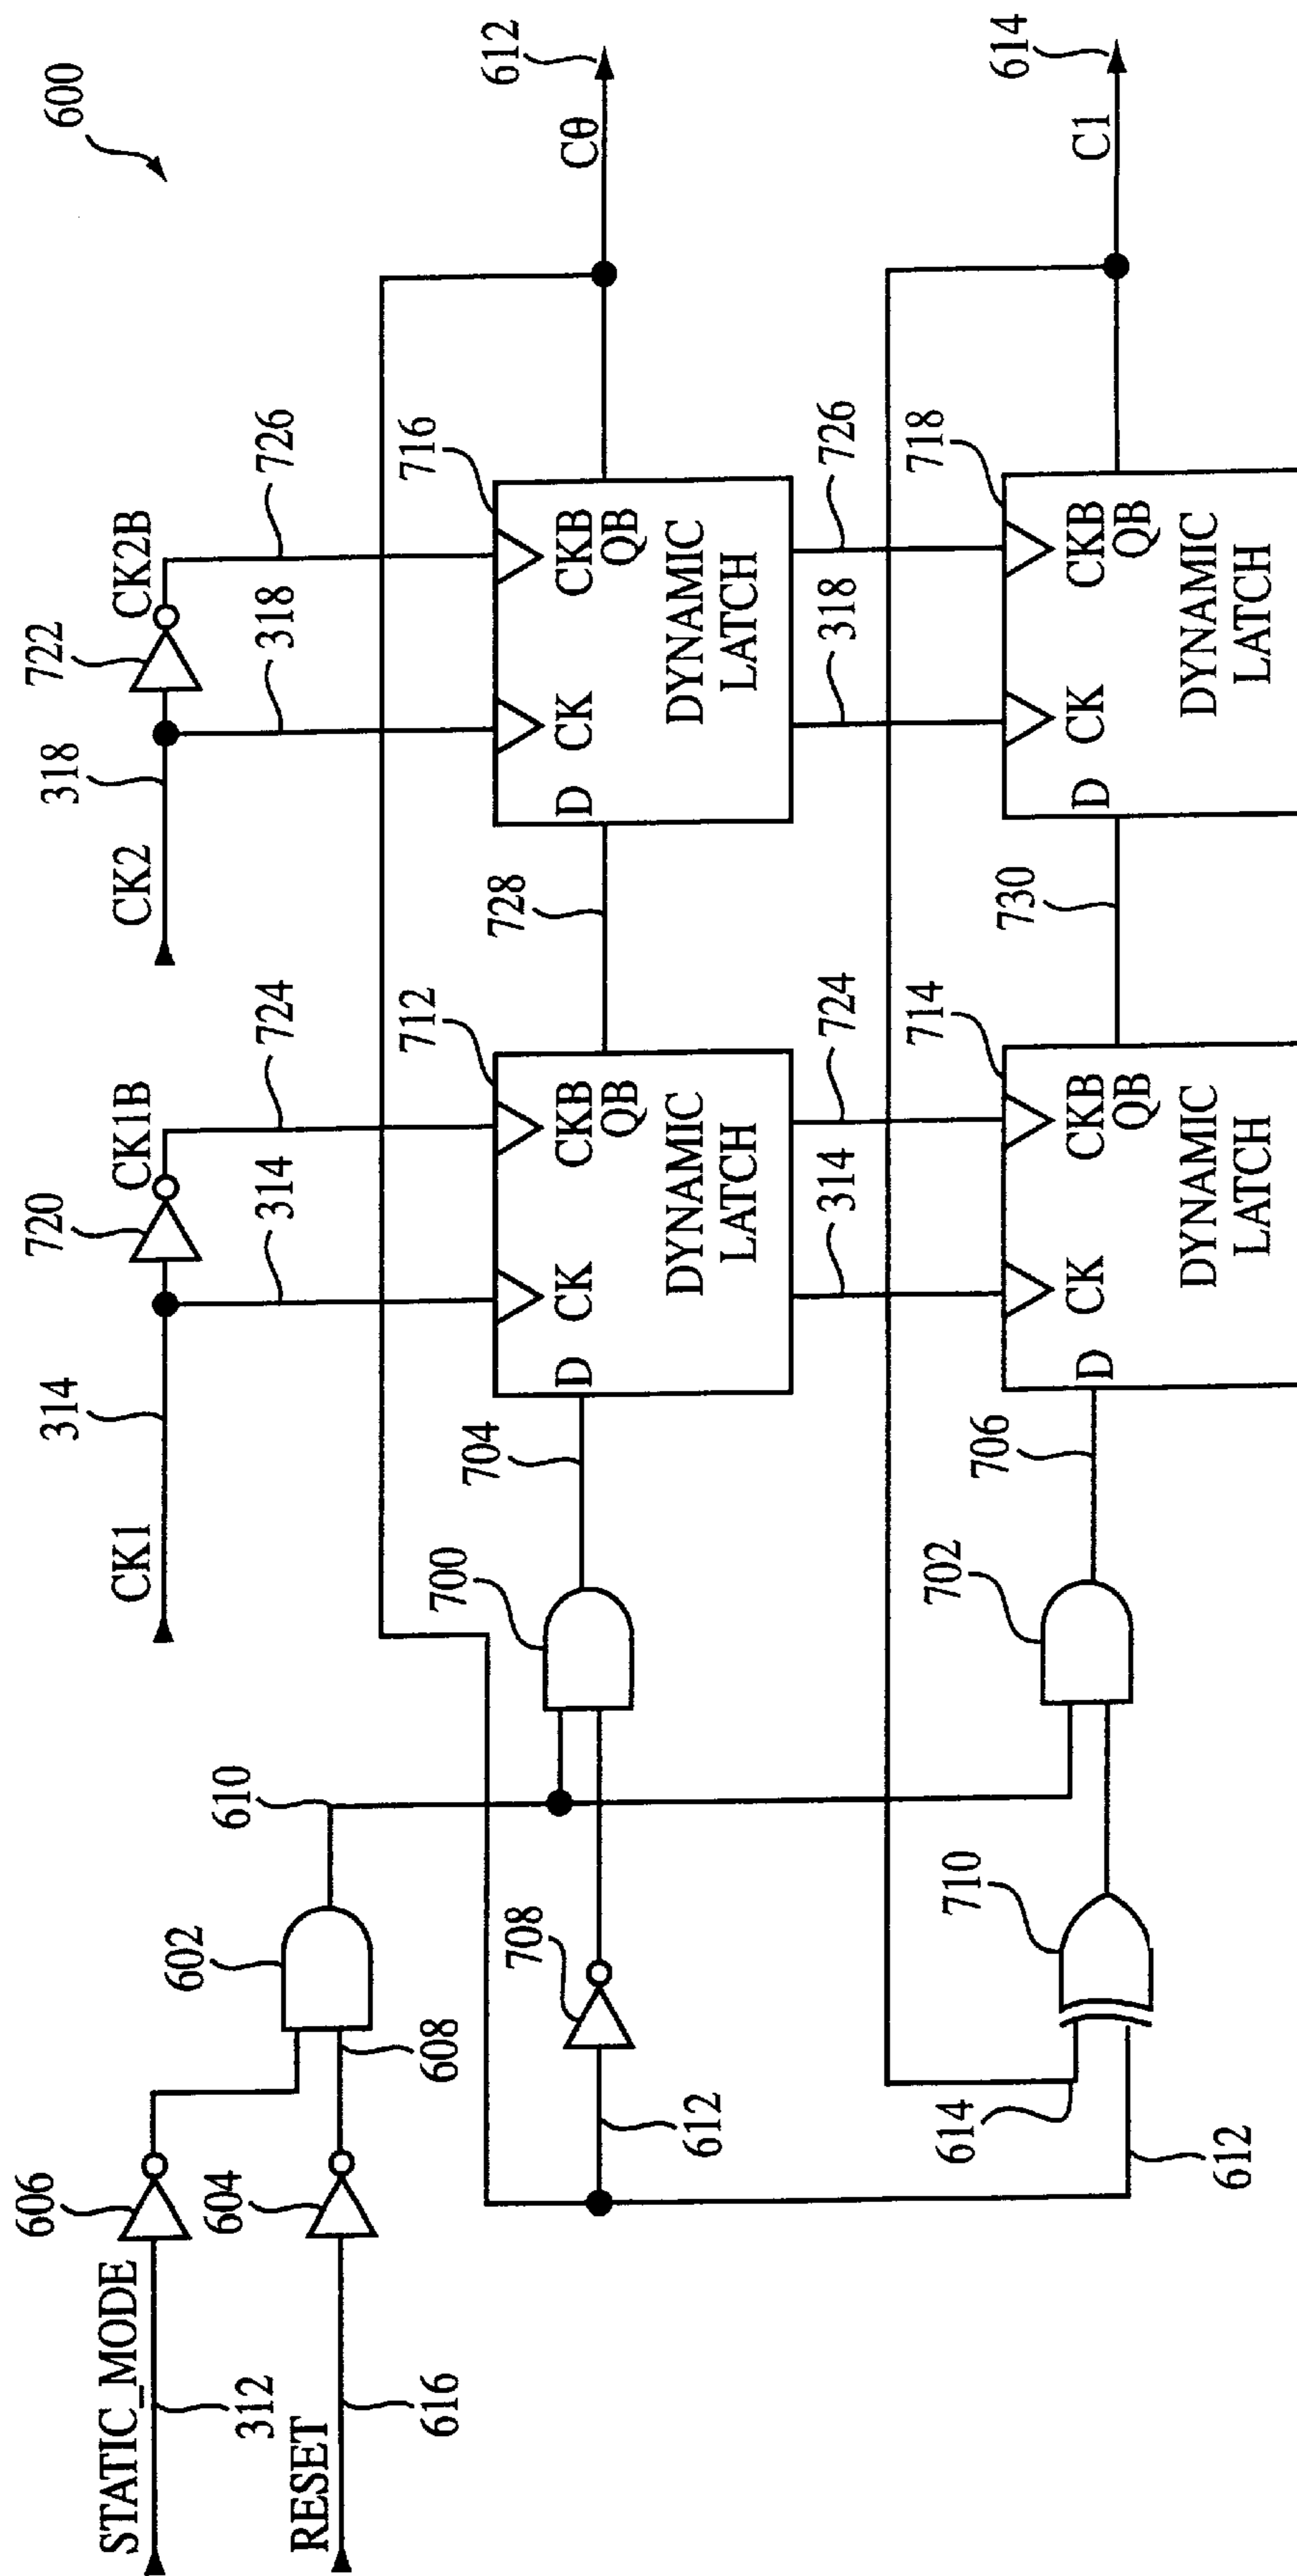 600
STATIC_MODE
312
606
RESET
616
604
608
602
610
CK1
314
720
CK1B
314
724
CK2
318
722
CK2B
318
726
612
708
700
704
D
CK
CKB
QB
DYNAMIC
LATCH
712
728
D
CK
CKB
QB
DYNAMIC
LATCH
716
Cθ
612
314
724
318
726
614
612
710
702
706
D
CK
CKB
QB
DYNAMIC
LATCH
714
730
D
CK
CKB
QB
DYNAMIC
LATCH
718
C1
614